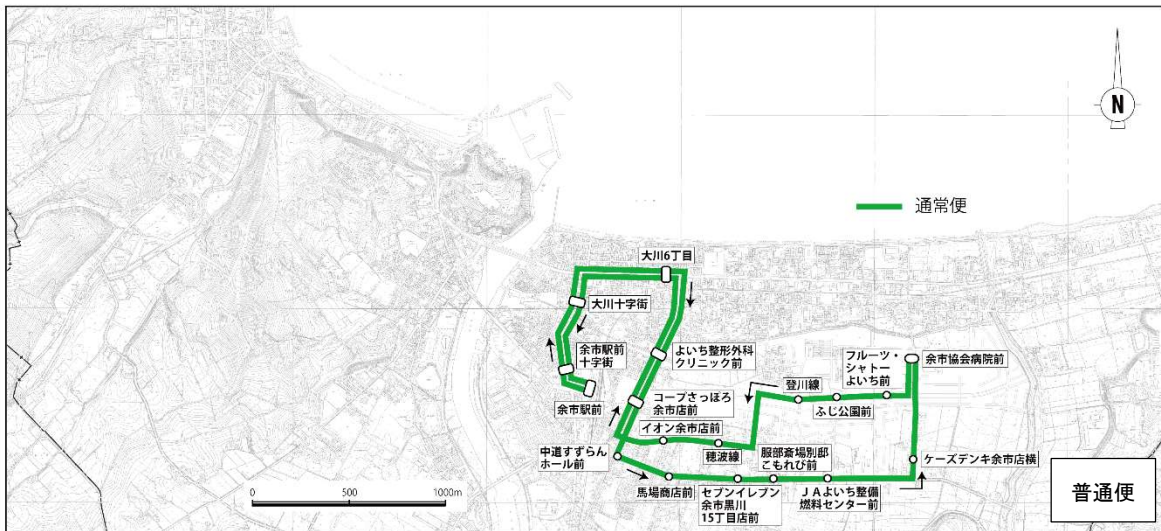 N
通常便
大川6丁目
大川十字街
余市駅前
十字街
余市駅前
よいち整形外科
クリニック前
コープさっぽろ
余市店前
イオン余市店前
穂波線
登川線
ふじ公園前
フルーツ・
シャトー
よいち前
余市協会病院前
中道すずらん
ホール前
馬場商店前
セブンイレブン
余市黒川
15丁目店前
服部斎場別邸
こもれび前
JAよいち整備
燃料センター前
ケーズデンキ余市店横
0 500 1000m
普通便